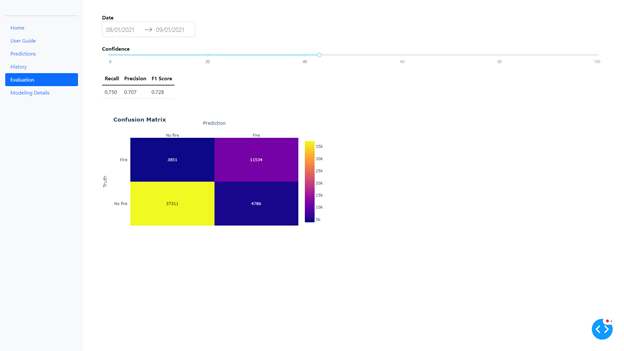 Home
User Guide
Predictions
History
Evaluation
Modeling Details
Date
08/01/2021 → 09/01/2021
Confidence
0 20 40 60 80 100
Recall Precision F1 Score
0.750 0.707 0.728
Confusion Matrix
Prediction
No fire Fire
Truth
Fire 3851 11534
No fire 37311 4786
35k
30k
25k
20k
15k
10k
5k